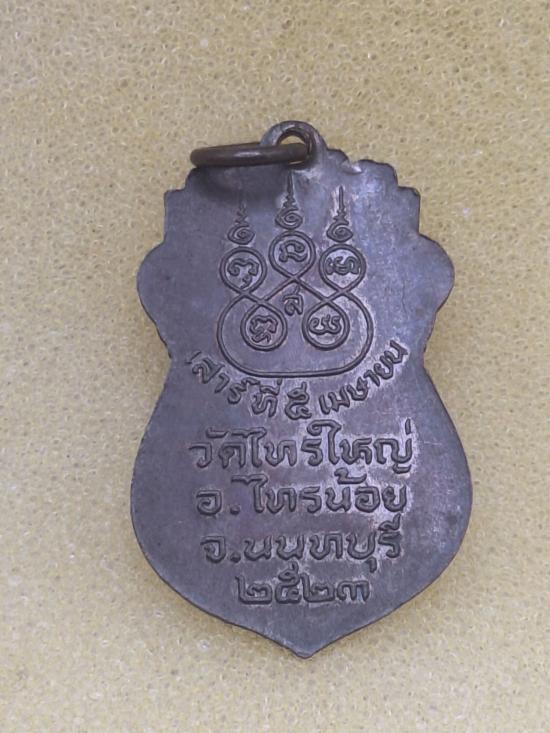 เสาร์ที่ ๕ เมษายน
วัดไทรใหญ่
อ.ไทรน้อย
จ.นนทบุรี
๒๕๒๓